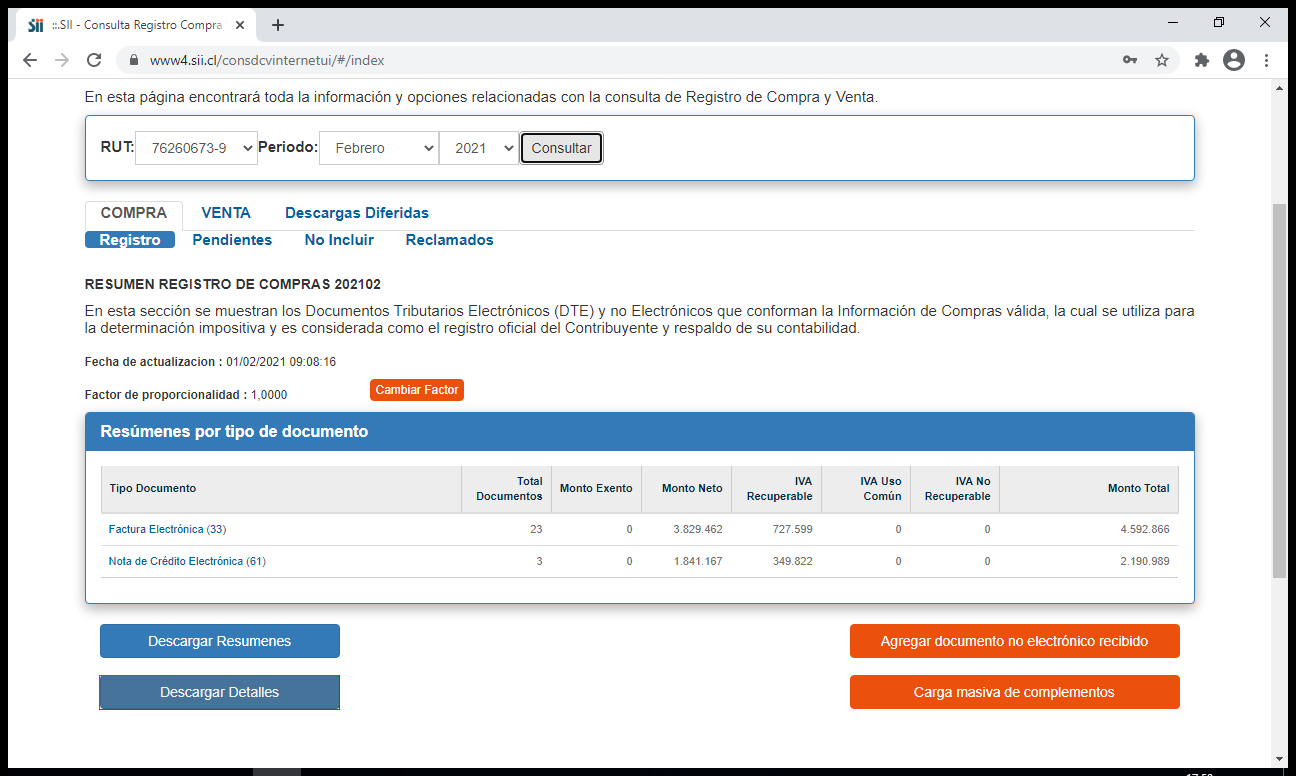 Sii ::.SII - Consulta Registro Compra
www4.sii.cl/consdcvinternetui/#/index
En esta página encontrará toda la información y opciones relacionadas con la consulta de Registro de Compra y Venta.
RUT: 76260673-9 Periodo: Febrero 2021 Consultar
COMPRA VENTA Descargas Diferidas
Registro Pendientes No Incluir Reclamados
RESUMEN REGISTRO DE COMPRAS 202102
En esta sección se muestran los Documentos Tributarios Electrónicos (DTE) y no Electrónicos que conforman la Información de Compras válida, la cual se utiliza para
la determinación impositiva y es considerada como el registro oficial del Contribuyente y respaldo de su contabilidad.
Fecha de actualizacion : 01/02/2021 09:08:16
Factor de proporcionalidad : 1,0000 Cambiar Factor
Resúmenes por tipo de documento
Tipo Documento Total Documentos Monto Exento Monto Neto IVA Recuperable IVA Uso Común IVA No Recuperable Monto Total
Factura Electrónica (33) 23 0 3.829.462 727.599 0 0 4.592.866
Nota de Crédito Electrónica (61) 3 0 1.841.167 349.822 0 0 2.190.989
Descargar Resumenes Agregar documento no electrónico recibido
Descargar Detalles Carga masiva de complementos